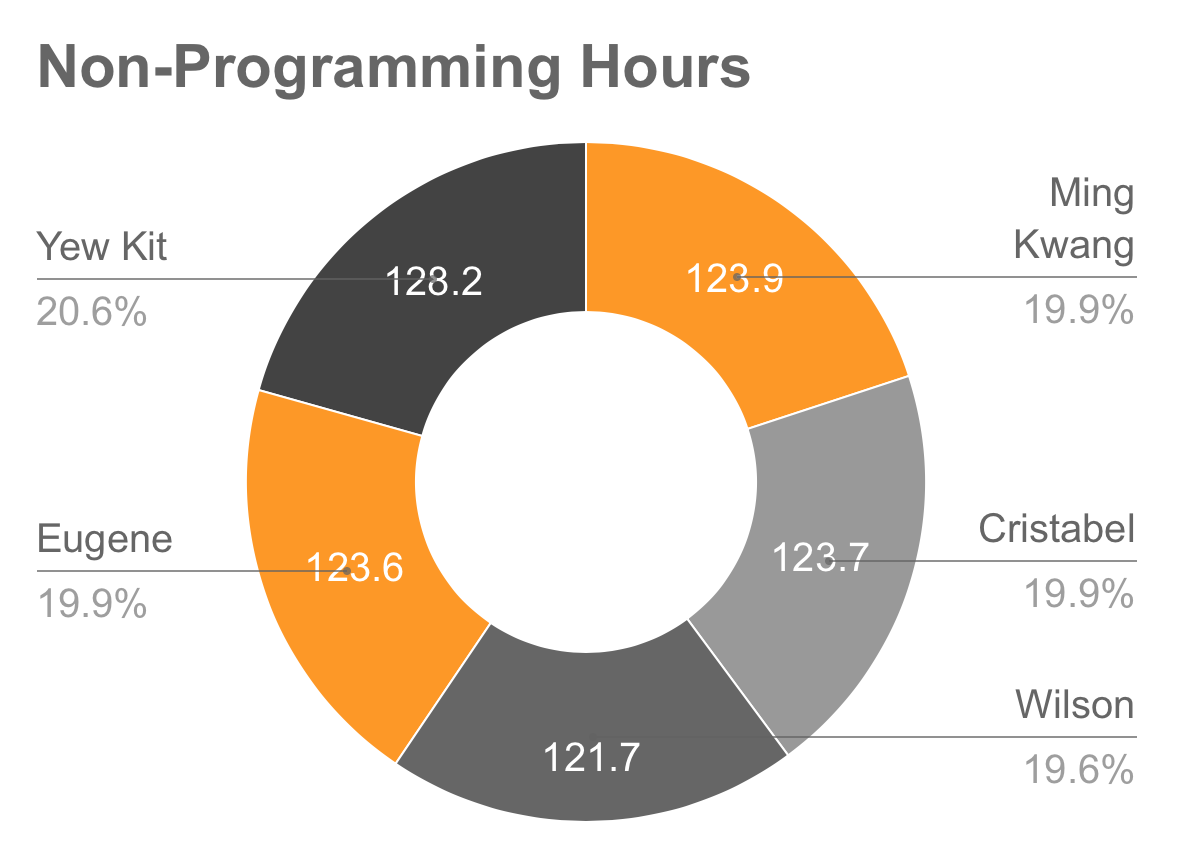 Non-Programming Hours
Yew Kit
20.6%
128.2
123.9
Ming
Kwang
19.9%
Eugene
19.9%
123.6
123.7
Cristabel
19.9%
121.7
Wilson
19.6%